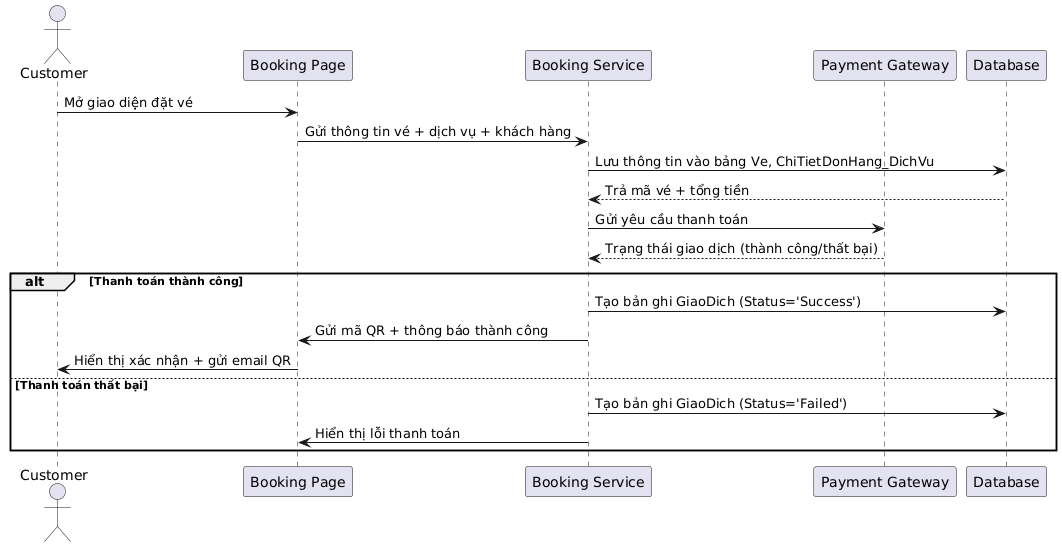 Customer
Booking Page
Booking Service
Payment Gateway
Database
Mở giao diện đặt vé
Gửi thông tin vé + dịch vụ + khách hàng
Lưu thông tin vào bảng Ve, ChiTietDonHang_DichVu
Trả mã vé + tổng tiền
Gửi yêu cầu thanh toán
Trạng thái giao dịch (thành công/thất bại)
alt [Thanh toán thành công]
Tạo bản ghi GiaoDich (Status='Success')
Gửi mã QR + thông báo thành công
Hiển thị xác nhận + gửi email QR
[Thanh toán thất bại]
Tạo bản ghi GiaoDich (Status='Failed')
Hiển thị lỗi thanh toán
Customer
Booking Page
Booking Service
Payment Gateway
Database